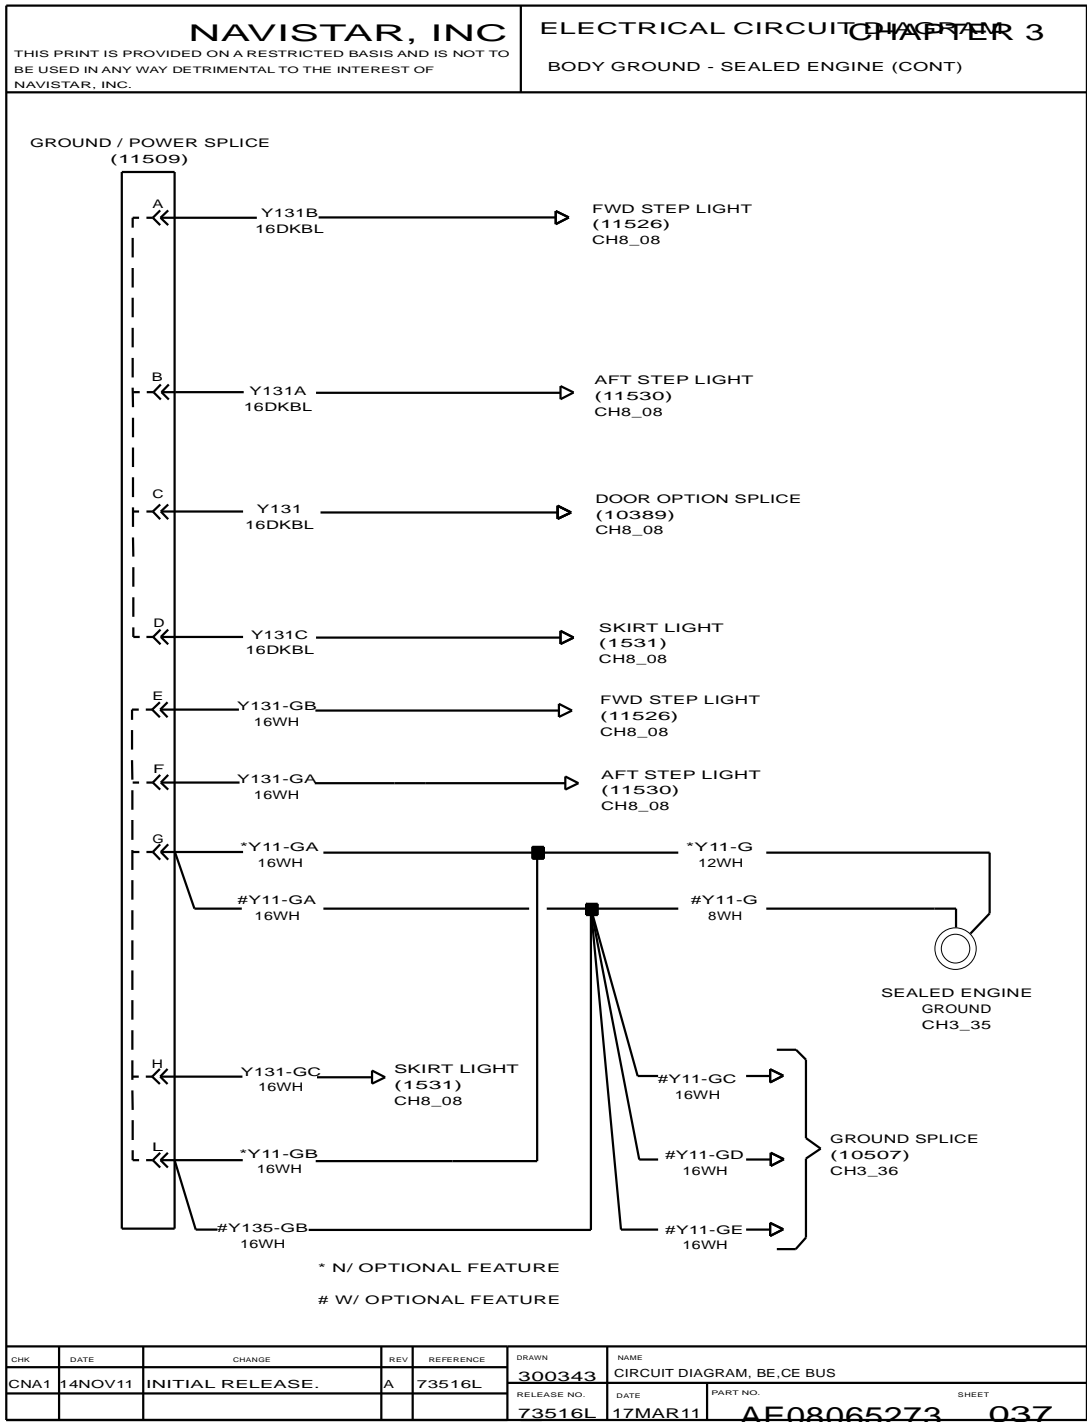 NAVISTAR, INC
THIS PRINT IS PROVIDED ON A RESTRICTED BASIS AND IS NOT TO
BE USED IN ANY WAY DETRIMENTAL TO THE INTEREST OF
NAVISTAR, INC.
ELECTRICAL CIRCUIT DIAGRAM
CHAPTER 3
BODY GROUND - SEALED ENGINE (CONT)
GROUND / POWER SPLICE
(11509)
A
Y131B
16DKBL
FWD STEP LIGHT
(11526)
CH8_08
B
Y131A
16DKBL
AFT STEP LIGHT
(11530)
CH8_08
C
Y131
16DKBL
DOOR OPTION SPLICE
(10389)
CH8_08
D
Y131C
16DKBL
SKIRT LIGHT
(1531)
CH8_08
E
Y131-GB
16WH
FWD STEP LIGHT
(11526)
CH8_08
F
Y131-GA
16WH
AFT STEP LIGHT
(11530)
CH8_08
G
*Y11-GA
16WH
*Y11-G
12WH
#Y11-GA
16WH
#Y11-G
8WH
SEALED ENGINE
GROUND
CH3_35
H
Y131-GC
16WH
SKIRT LIGHT
(1531)
CH8_08
#Y11-GC
16WH
L
*Y11-GB
16WH
#Y11-GD
16WH
GROUND SPLICE
(10507)
CH3_36
#Y135-GB
16WH
#Y11-GE
16WH
* N/ OPTIONAL FEATURE
# W/ OPTIONAL FEATURE
CHK DATE CHANGE REV REFERENCE
CNA1 14NOV11 INITIAL RELEASE. A 73516L
DRAWN
300343
NAME
CIRCUIT DIAGRAM, BE,CE BUS
RELEASE NO.
73516L
DATE
17MAR11
PART NO.
AE08065273
SHEET
037